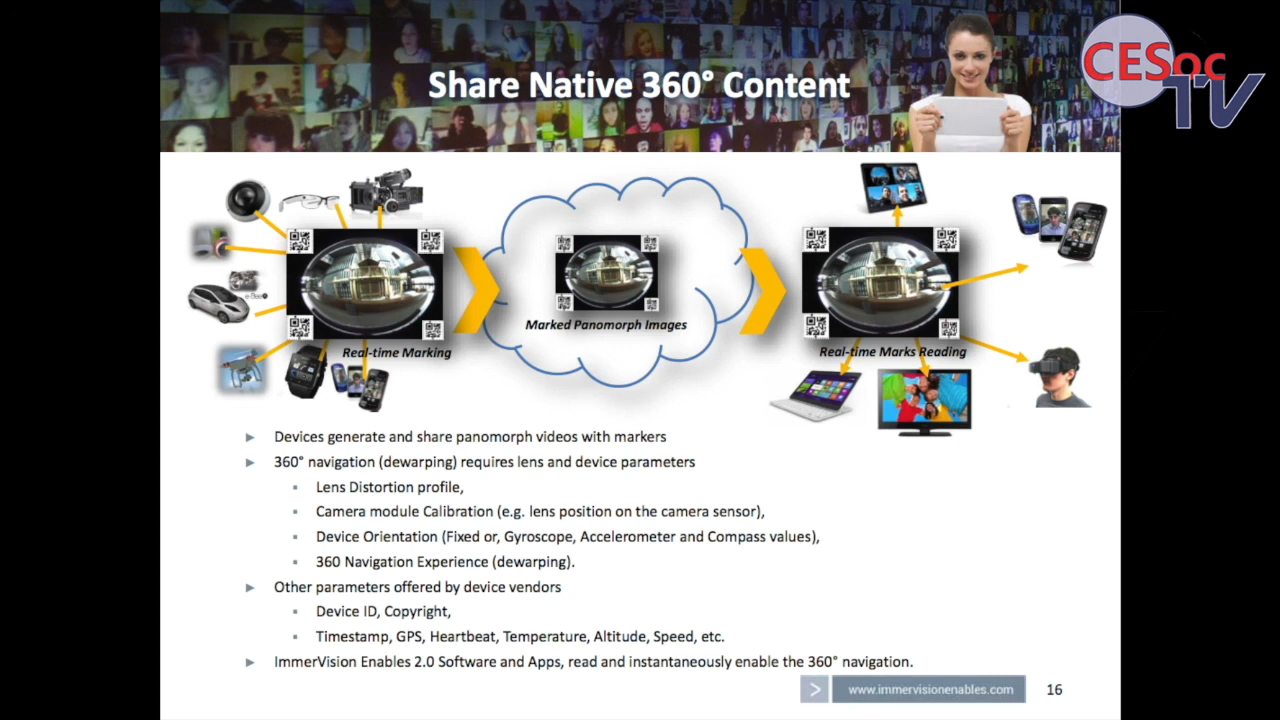 Share Native 360° Content
CESoc
TV
Marked Panomorph Images
Real-time Marking
Real-time Marks Reading
Devices generate and share panomorph videos with markers
360° navigation (dewarping) requires lens and device parameters
Lens Distortion profile,
Camera module Calibration (e.g. lens position on the camera sensor),
Device Orientation (Fixed or, Gyroscope, Accelerometer and Compass values),
360 Navigation Experience (dewarping).
Other parameters offered by device vendors
Device ID, Copyright,
Timestamp, GPS, Heartbeat, Temperature, Altitude, Speed, etc.
ImmerVision Enables 2.0 Software and Apps, read and instantaneously enable the 360° navigation.
> www.immervisionenables.com 16